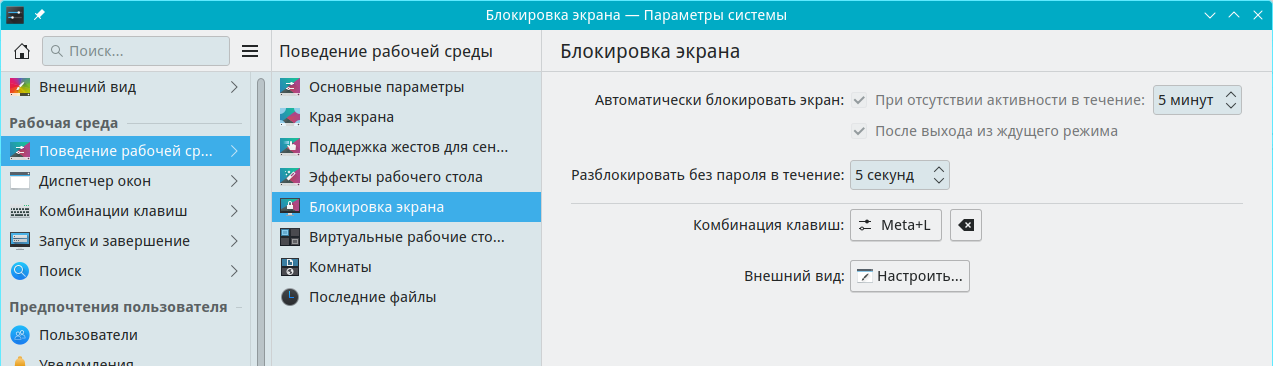 Блокировка экрана — Параметры системы
Поиск...
Внешний вид
Рабочая среда
Поведение рабочей ср...
Диспетчер окон
Комбинации клавиш
Запуск и завершение
Поиск
Предпочтения пользователя
Пользователи
Уведомления
Поведение рабочей среды
Основные параметры
Края экрана
Поддержка жестов для сен...
Эффекты рабочего стола
Блокировка экрана
Виртуальные рабочие сто...
Комнаты
Последние файлы
Блокировка экрана
Автоматически блокировать экран: При отсутствии активности в течение: 5 минут
После выхода из ждущего режима
Разблокировать без пароля в течение: 5 секунд
Комбинация клавиш: Meta+L
Внешний вид: Настроить...